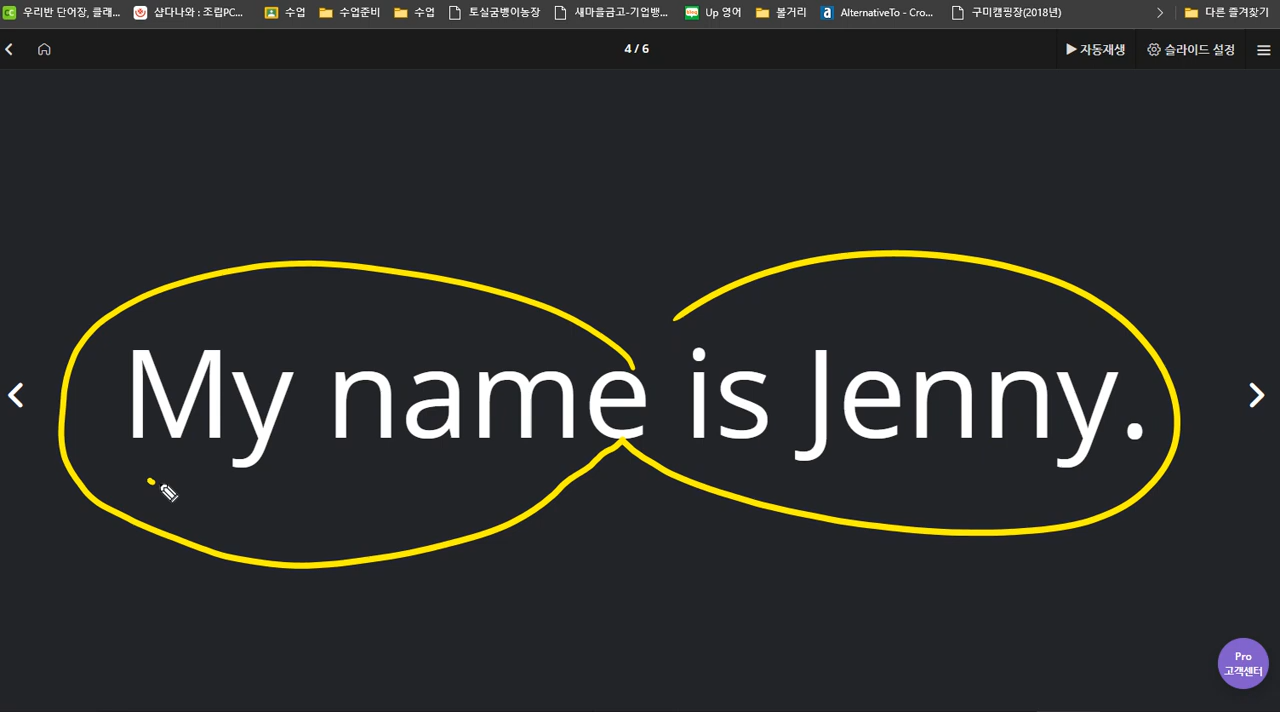 우리반 단어장, 클래... 샵다나와 : 조립PC... 수업 수업준비 수업 토실굼벵이농장 새마을금고-기업뱅... Up 영어 볼거리 AlternativeTo - Cro... 구미캠핑장(2018년) 다른 즐겨찾기
4 / 6 자동재생 슬라이드 설정
My name is Jenny.
Pro
고객센터